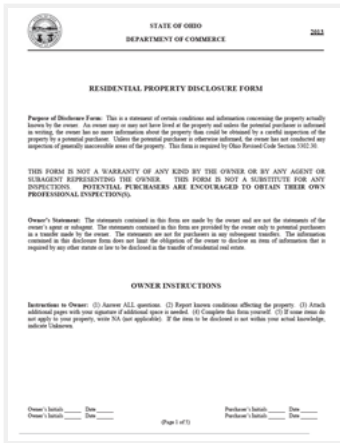 STATE OF OHIO
DEPARTMENT OF COMMERCE
2013
RESIDENTIAL PROPERTY DISCLOSURE FORM
Purpose of Disclosure Form: This is a statement of certain conditions and information concerning the property actually
known by the owner. An owner may or may not have lived at the property and unless the potential purchaser is informed
in writing, the owner has no more information about the property than could be obtained by a careful inspection of the
property by a potential purchaser. Unless the potential purchaser is otherwise informed, the owner has not conducted any
inspection of generally inaccessible areas of the property. This form is required by Ohio Revised Code Section 5302.30.
THIS FORM IS NOT A WARRANTY OF ANY KIND BY THE OWNER OR BY ANY AGENT OR
SUBAGENT REPRESENTING THE OWNER. THIS FORM IS NOT A SUBSTITUTE FOR ANY
INSPECTIONS. POTENTIAL PURCHASERS ARE ENCOURAGED TO OBTAIN THEIR OWN
PROFESSIONAL INSPECTION(S).
Owner's Statement: The statements contained in this form are made by the owner and are not the statements of the
owner's agent or subagent. The statements contained in this form are provided by the owner only to potential purchasers
in a transfer made by the owner. The statements are not for purchasers in any subsequent transfers. The information
contained in this disclosure form does not limit the obligation of the owner to disclose an item of information that is
required by any other statute or law to be disclosed in the transfer of residential real estate.
OWNER INSTRUCTIONS
Instructions to Owner: (1) Answer ALL questions. (2) Report known conditions affecting the property. (3) Attach
additional pages with your signature if additional space is needed. (4) Complete this form yourself. (5) If some items do
not apply to your property, write NA (not applicable). If the item to be disclosed is not within your actual knowledge,
indicate Unknown.
Owner's Initials ______ Date ______ Purchaser's Initials ______ Date ______
Owner's Initials ______ Date ______ Purchaser's Initials ______ Date ______
(Page 1 of 5)